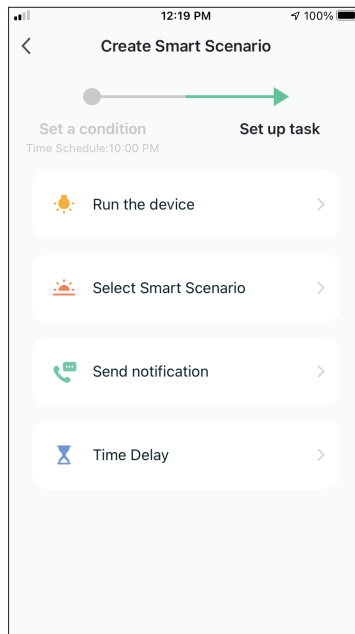 12:19 PM
100%
Create Smart Scenario
Set a condition
Set up task
Time Schedule:10:00 PM
Run the device
Select Smart Scenario
Send notification
Time Delay